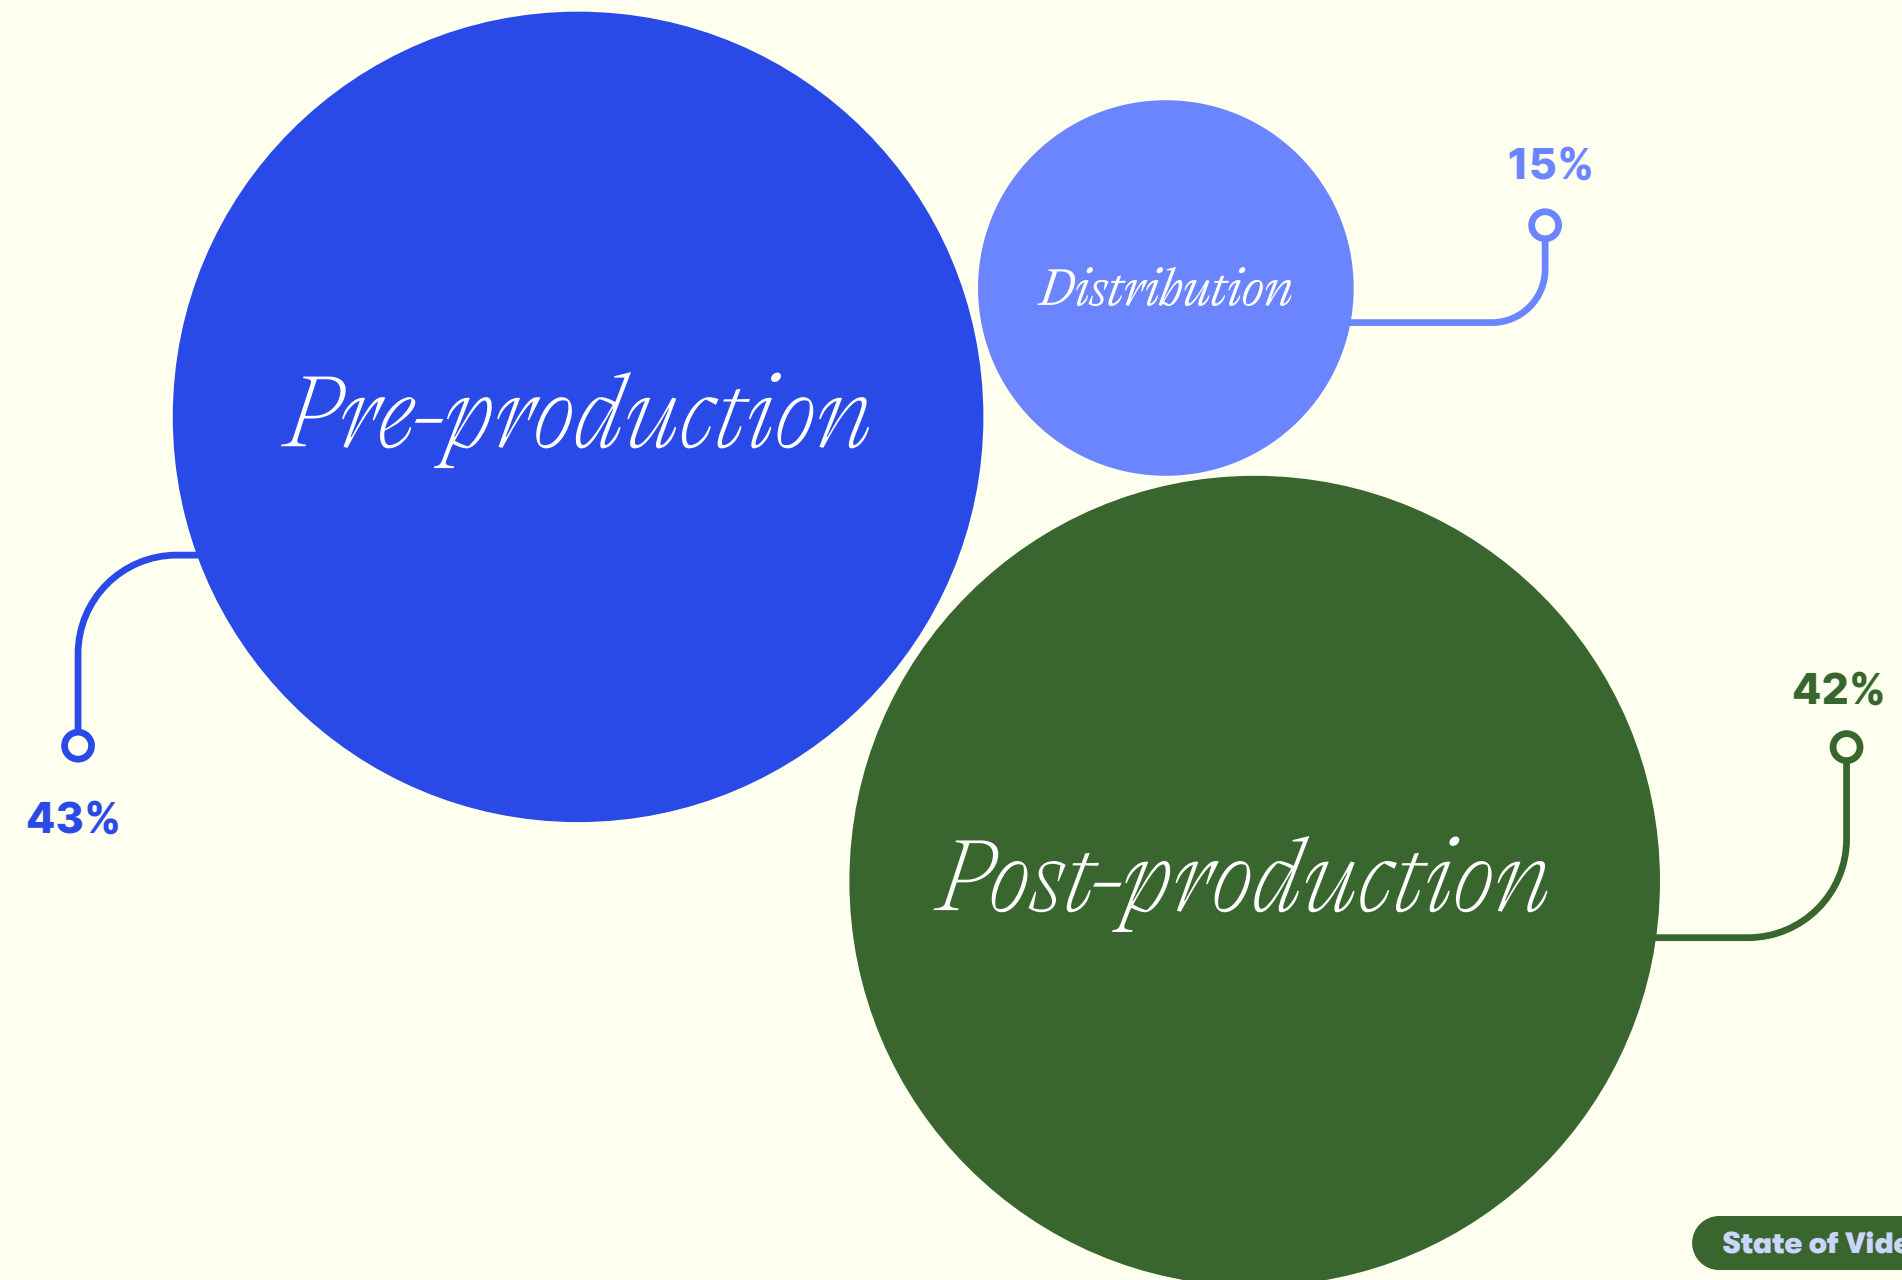 15%
Distribution
Pre-production
42%
43%
Post-production
State of Vide